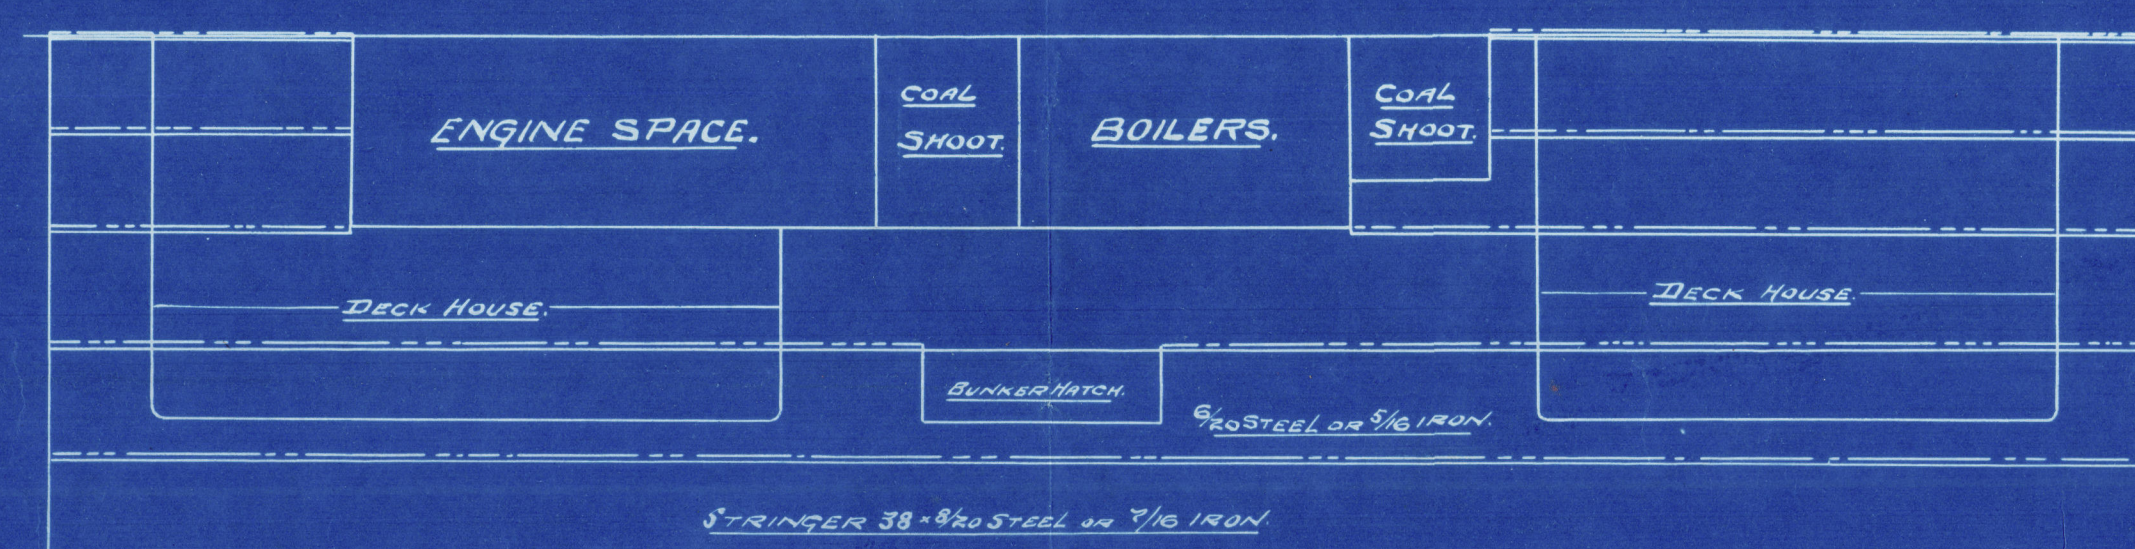 ENGINE SPACE.
COAL
SHOOT.
BOILERS.
COAL
SHOOT.
DECK HOUSE.
DECK HOUSE.
BUNKER HATCH.
6/20 STEEL OR 5/16 IRON.
STRINGER 38 × 8/20 STEEL OR 7/16 IRON.